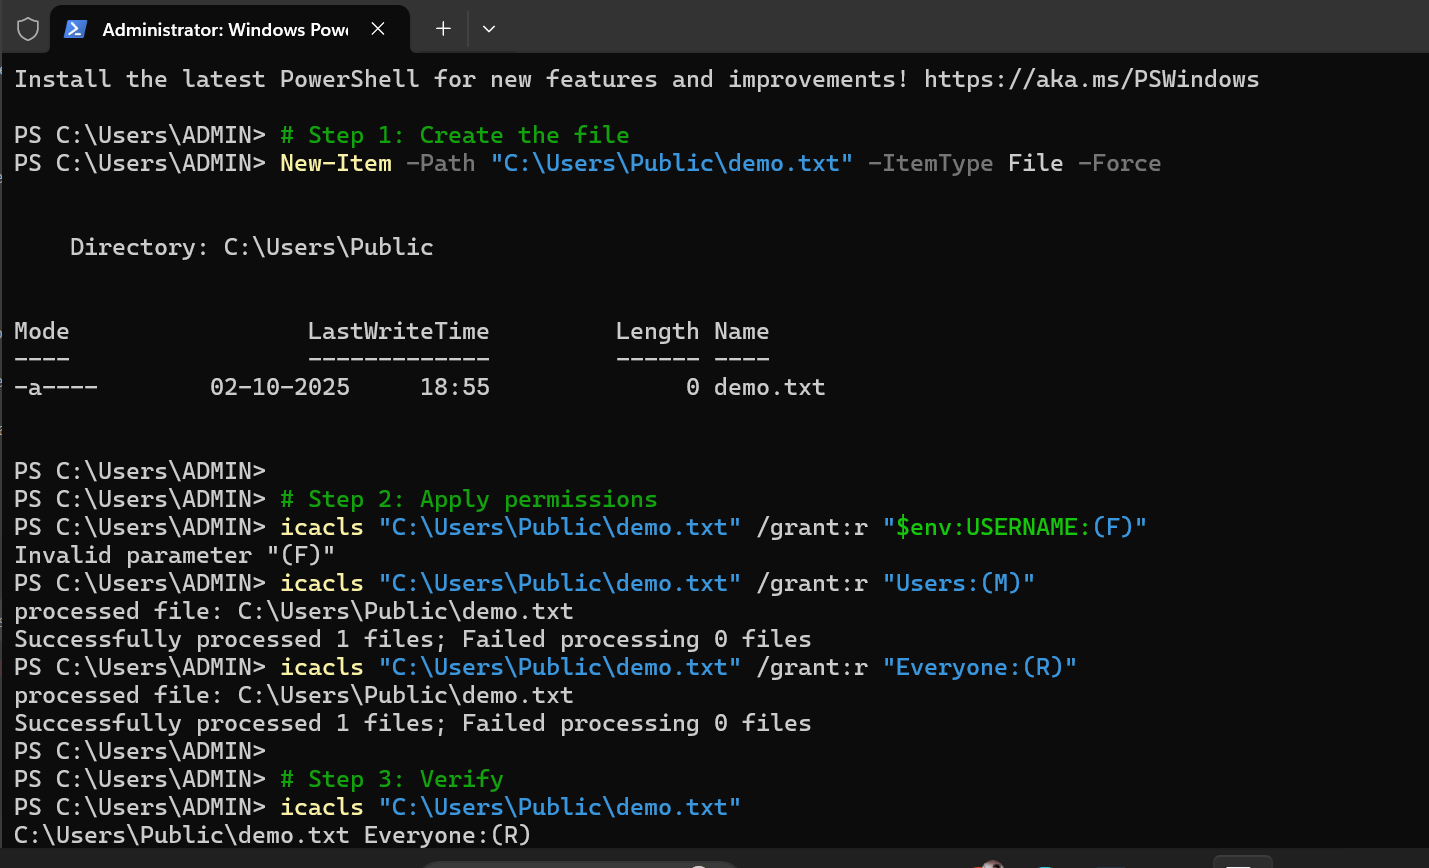 Administrator: Windows Pow
Install the latest PowerShell for new features and improvements! https://aka.ms/PSWindows
PS C:\Users\ADMIN> # Step 1: Create the file
PS C:\Users\ADMIN> New-Item -Path "C:\Users\Public\demo.txt" -ItemType File -Force
Directory: C:\Users\Public
Mode LastWriteTime Length Name
---- ------------- ------ ----
-a---- 02-10-2025 18:55 0 demo.txt
PS C:\Users\ADMIN>
PS C:\Users\ADMIN> # Step 2: Apply permissions
PS C:\Users\ADMIN> icacls "C:\Users\Public\demo.txt" /grant:r "$env:USERNAME:(F)"
Invalid parameter "(F)"
PS C:\Users\ADMIN> icacls "C:\Users\Public\demo.txt" /grant:r "Users:(M)"
processed file: C:\Users\Public\demo.txt
Successfully processed 1 files; Failed processing 0 files
PS C:\Users\ADMIN> icacls "C:\Users\Public\demo.txt" /grant:r "Everyone:(R)"
processed file: C:\Users\Public\demo.txt
Successfully processed 1 files; Failed processing 0 files
PS C:\Users\ADMIN>
PS C:\Users\ADMIN> # Step 3: Verify
PS C:\Users\ADMIN> icacls "C:\Users\Public\demo.txt"
C:\Users\Public\demo.txt Everyone:(R)